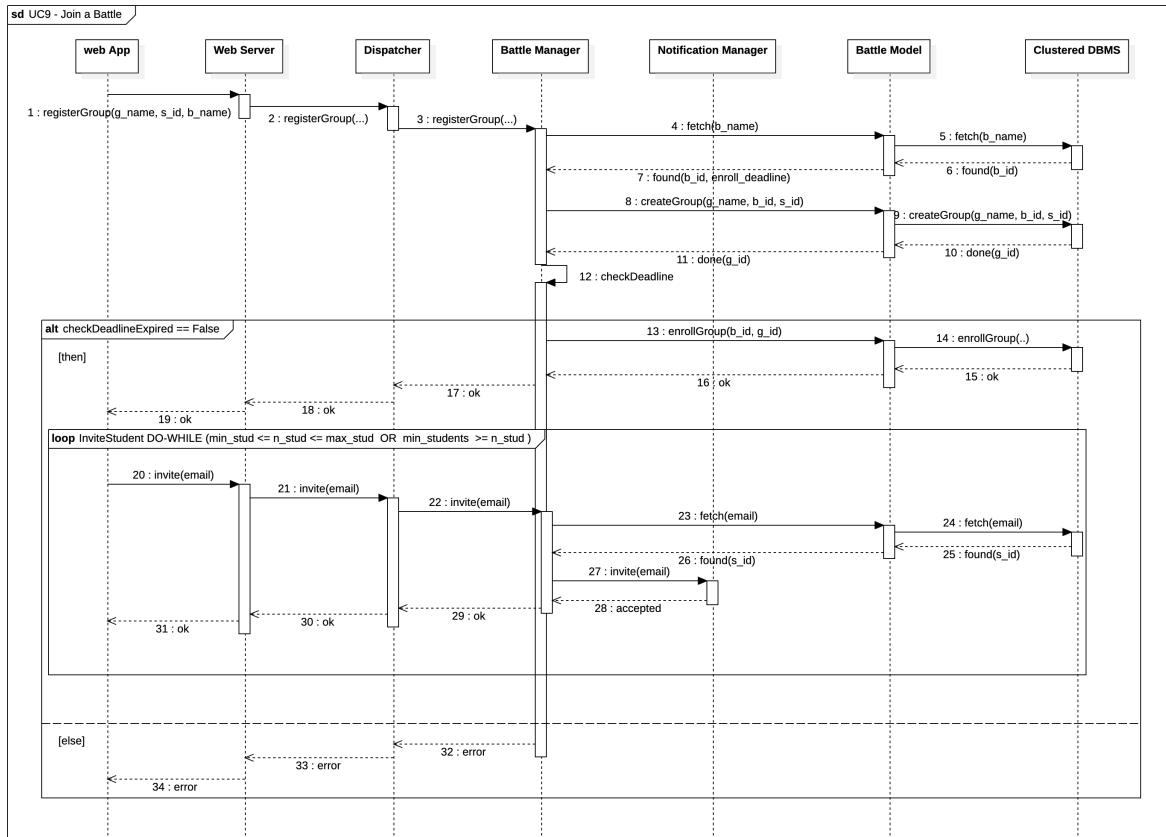 sd UC9 - Join a Battle
web App
Web Server
Dispatcher
Battle Manager
Notification Manager
Battle Model
Clustered DBMS
1 : registerGroup(g_name, s_id, b_name)
2 : registerGroup(...)
3 : registerGroup(...)
4 : fetch(b_name)
5 : fetch(b_name)
6 : found(b_id)
7 : found(b_id, enroll_deadline)
8 : createGroup(g_name, b_id, s_id)
9 : createGroup(g_name, b_id, s_id)
10 : done(g_id)
11 : done(g_id)
12 : checkDeadline
alt checkDeadlineExpired == False
[then]
13 : enrollGroup(b_id, g_id)
14 : enrollGroup(..)
15 : ok
16 : ok
17 : ok
18 : ok
19 : ok
loop InviteStudent DO-WHILE (min_stud <= n_stud <= max_stud OR min_students >= n_stud )
20 : invite(email)
21 : invite(email)
22 : invite(email)
23 : fetch(email)
24 : fetch(email)
25 : found(s_id)
26 : found(s_id)
27 : invite(email)
28 : accepted
29 : ok
30 : ok
31 : ok
[else]
32 : error
33 : error
34 : error